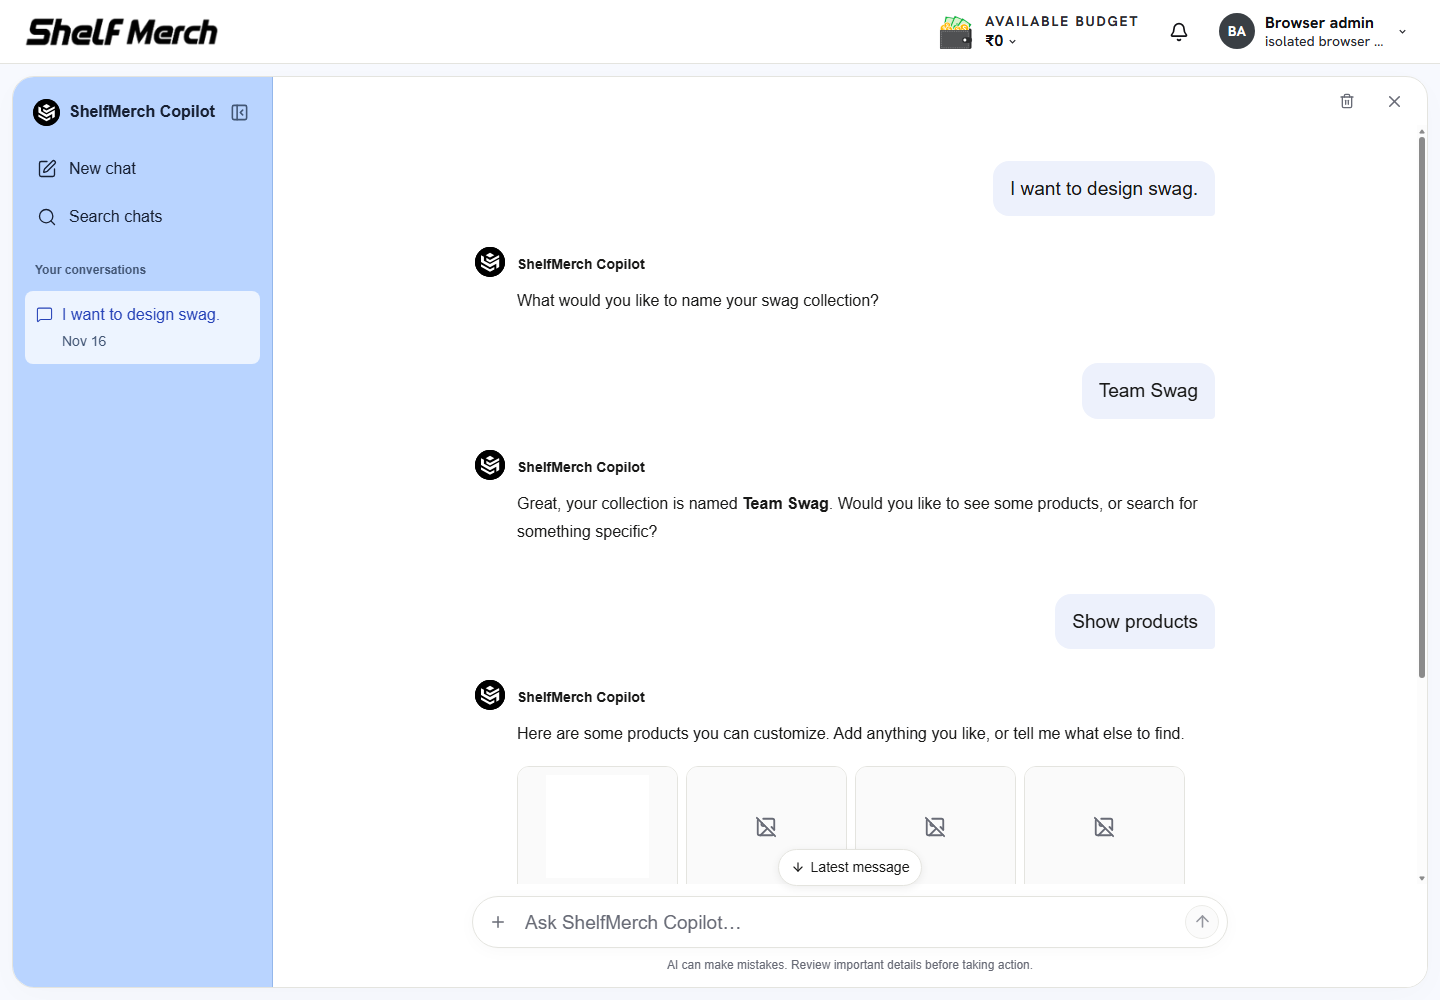 Shelf Merch
AVAILABLE BUDGET
₹0
BA
Browser admin
isolated browser ...
ShelfMerch Copilot
New chat
Search chats
Your conversations
I want to design swag.
Nov 16
I want to design swag.
ShelfMerch Copilot
What would you like to name your swag collection?
Team Swag
ShelfMerch Copilot
Great, your collection is named Team Swag. Would you like to see some products, or search for
something specific?
Show products
ShelfMerch Copilot
Here are some products you can customize. Add anything you like, or tell me what else to find.
Latest message
Ask ShelfMerch Copilot…
AI can make mistakes. Review important details before taking action.